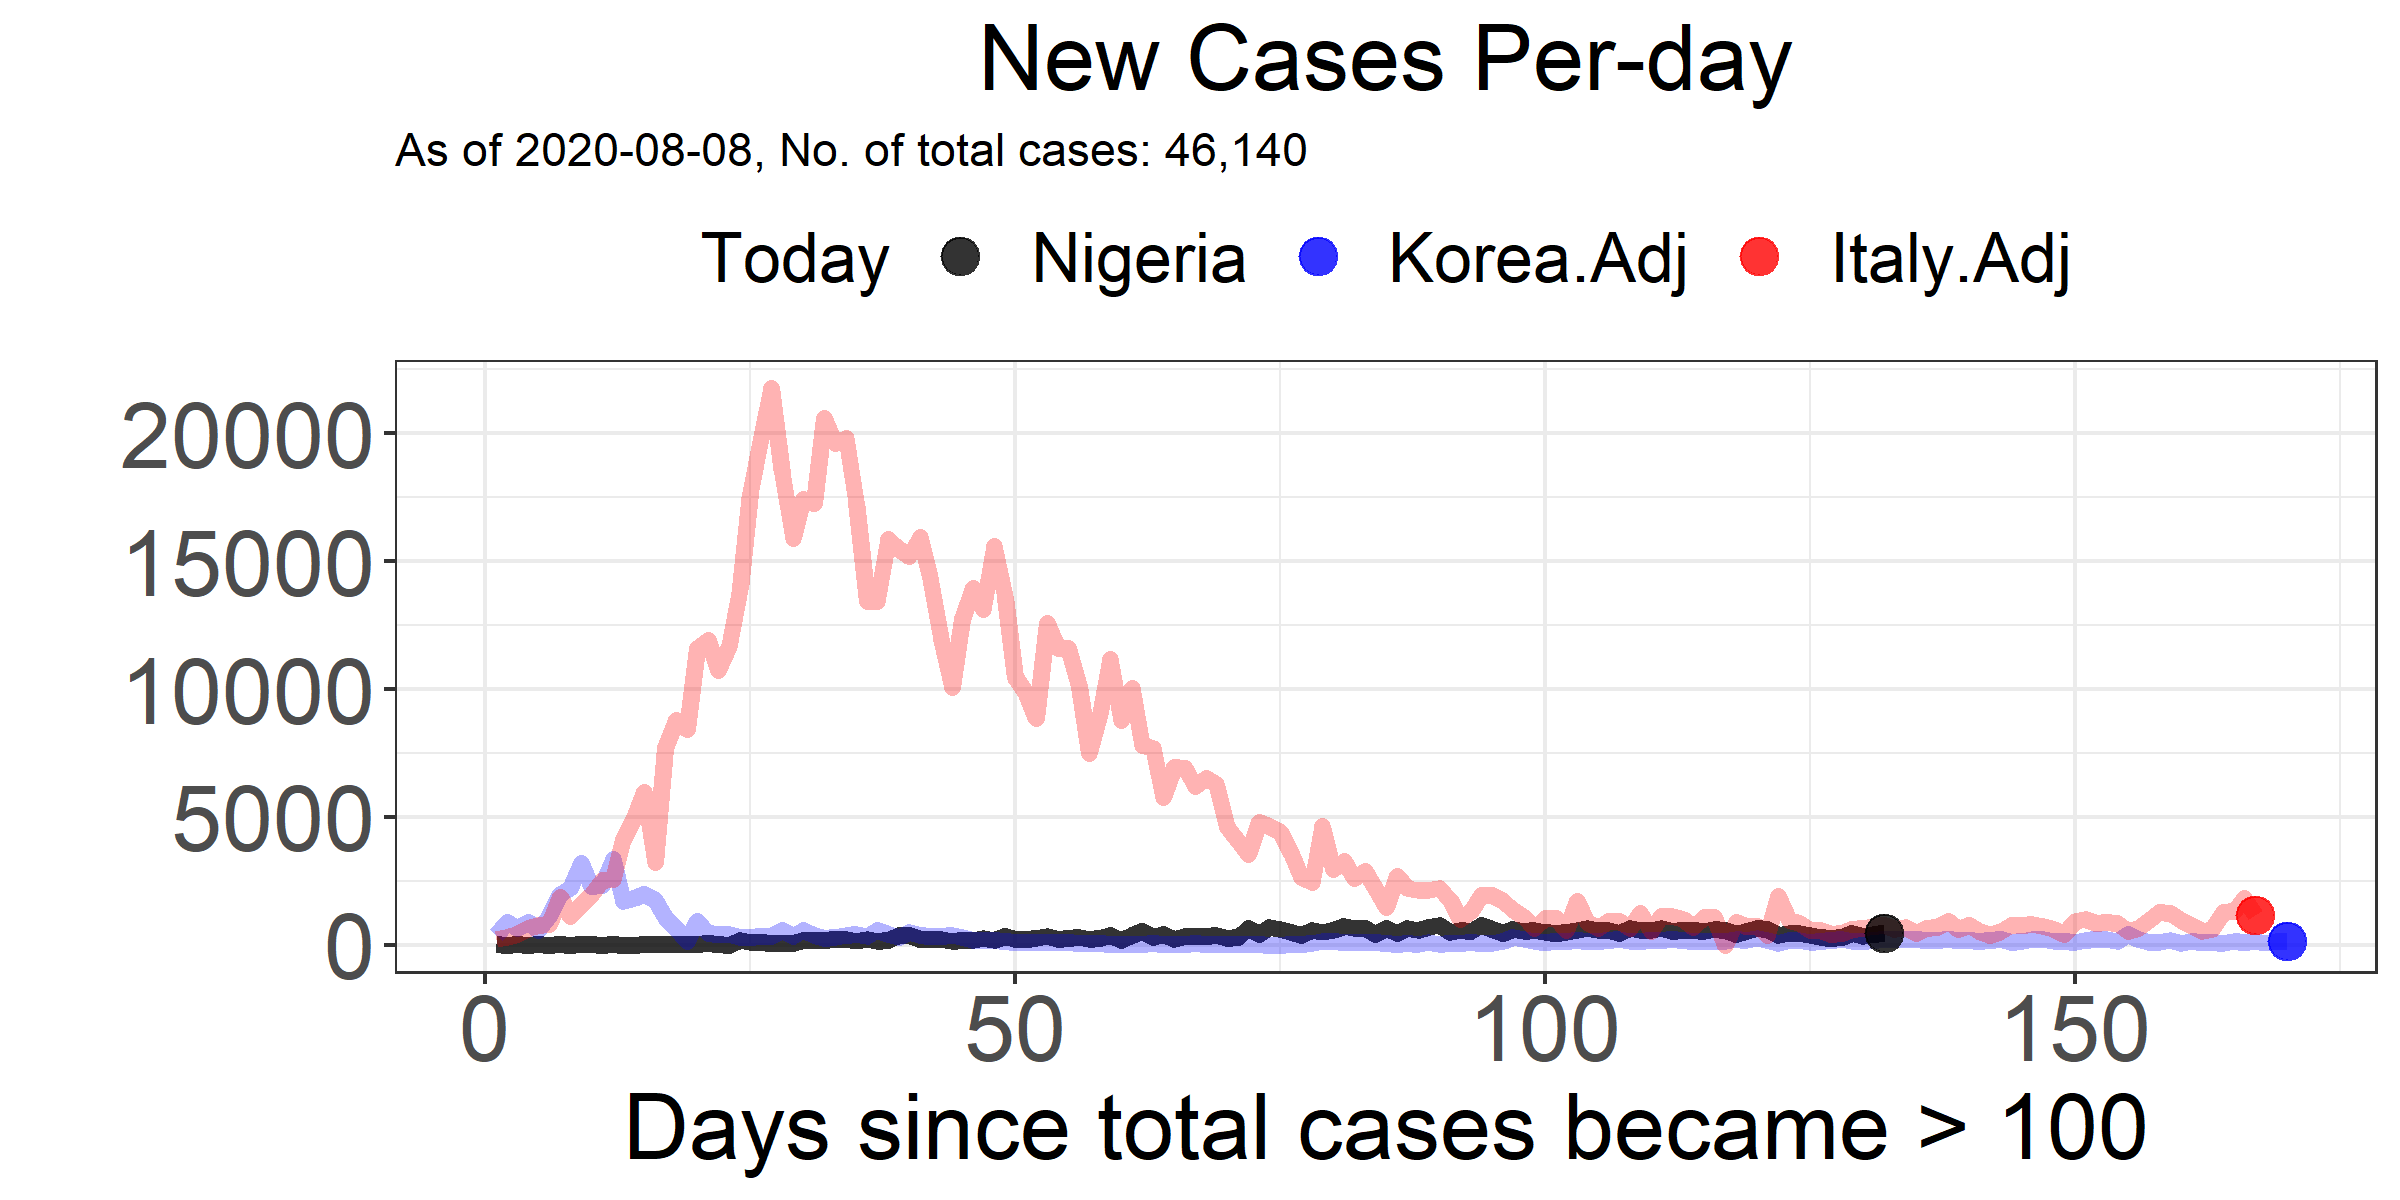 New Cases Per-day
As of 2020-08-08, No. of total cases: 46,140
Today Nigeria Korea.Adj Italy.Adj
20000
15000
10000
5000
0
0 50 100 150
Days since total cases became > 100